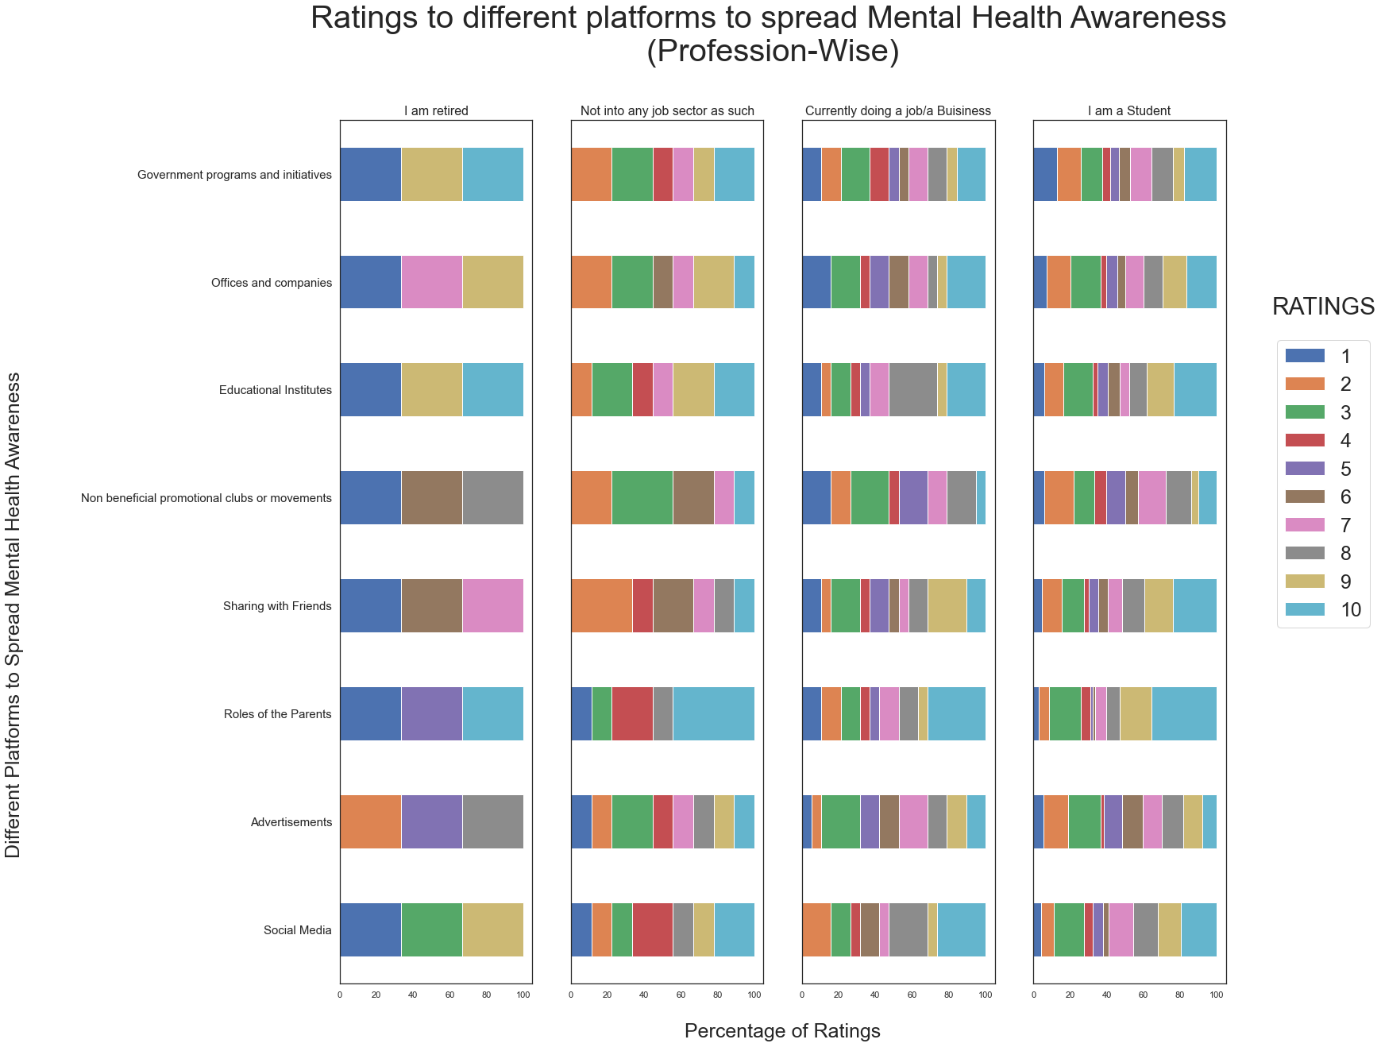 Ratings to different platforms to spread Mental Health Awareness
(Profession-Wise)
I am retired
Not into any job sector as such
Currently doing a job/a Buisiness
I am a Student
Different Platforms to Spread Mental Health Awareness
Government programs and initiatives
Offices and companies
Educational Institutes
Non beneficial promotional clubs or movements
Sharing with Friends
Roles of the Parents
Advertisements
Social Media
0 20 40 60 80 100
0 20 40 60 80 100
0 20 40 60 80 100
0 20 40 60 80 100
Percentage of Ratings
RATINGS
1
2
3
4
5
6
7
8
9
10